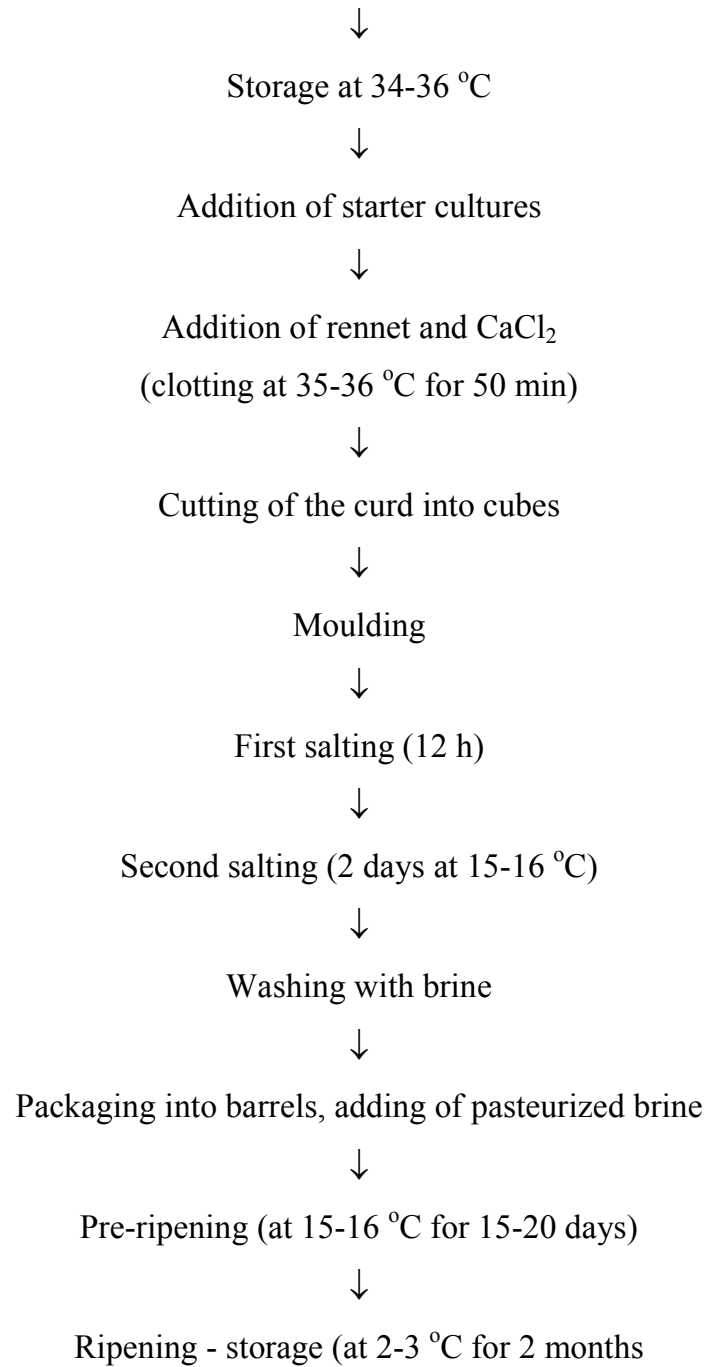 ↓
Storage at 34-36 °C
↓
Addition of starter cultures
↓
Addition of rennet and CaCl₂
(clotting at 35-36 °C for 50 min)
↓
Cutting of the curd into cubes
↓
Moulding
↓
First salting (12 h)
↓
Second salting (2 days at 15-16 °C)
↓
Washing with brine
↓
Packaging into barrels, adding of pasteurized brine
↓
Pre-ripening (at 15-16 °C for 15-20 days)
↓
Ripening - storage (at 2-3 °C for 2 months